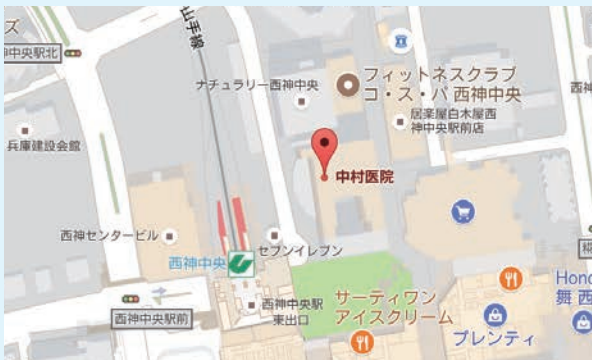 ズ
神中央駅北
山手線
ナチュラリー西神中央
フィットネスクラブ
コ・ス・パ 西神中央
居楽屋白木屋西
神中央駅前店
西神
兵庫建設会館
中村医院
西神センタービル
セブンイレブン
西神中央
西神中央駅
東出口
西神中央駅前
サーティワン
アイスクリーム
プレンティ
Hond
舞 西